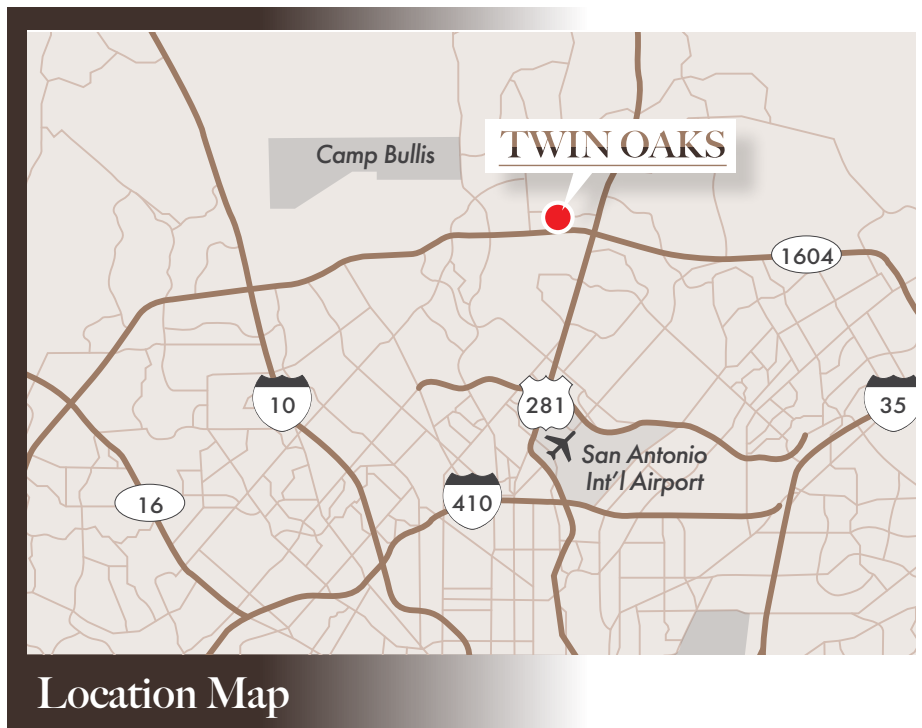 Camp Bullis
TWIN OAKS
1604
10
281
35
San Antonio
Int'l Airport
16
410
Location Map